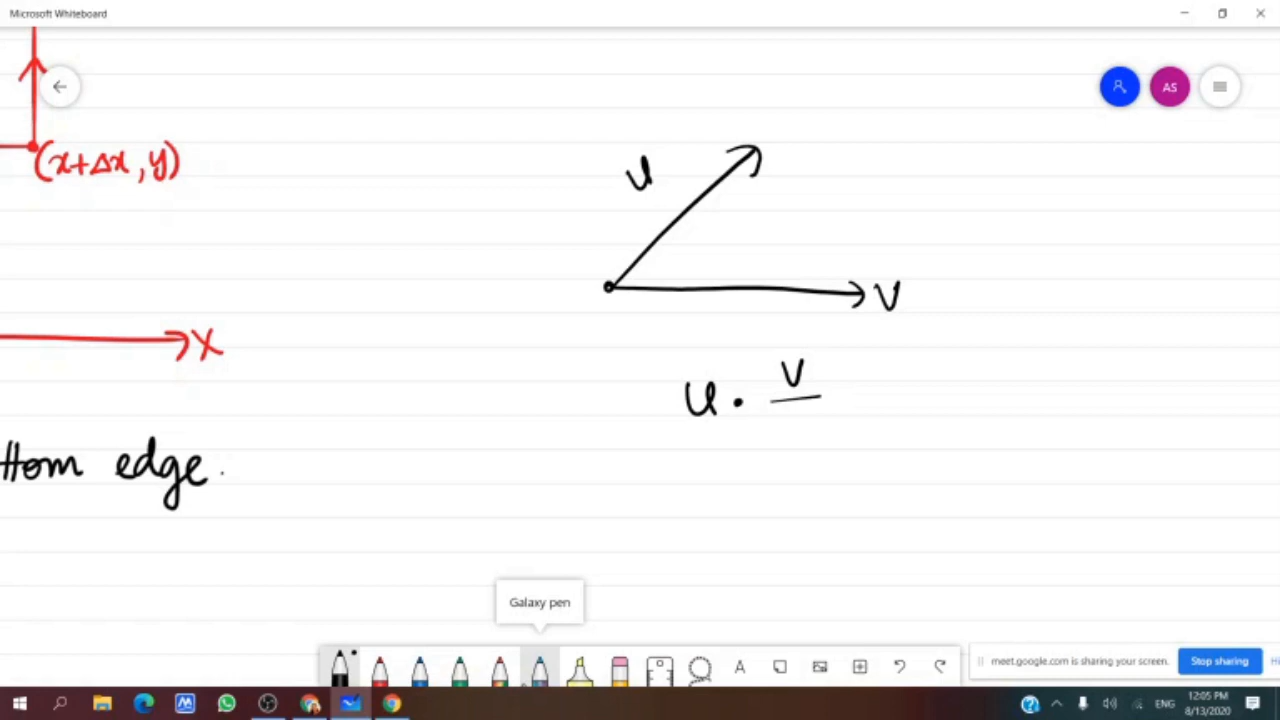 Microsoft Whiteboard
AS
(x+Δx, y)
u
V
X
u · V
edge.
Galaxy pen
A
meet.google.com is sharing your screen.
Stop sharing
Hi
12:05 PM
ENG
8/13/2020